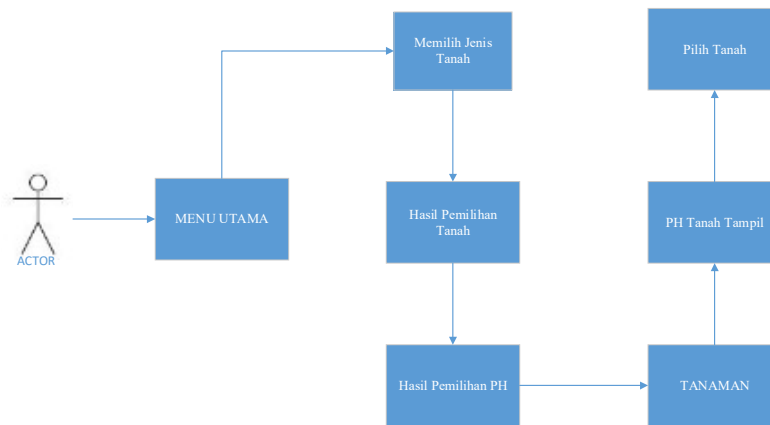 Memilih Jenis
Tanah
Pilih Tanah
MENU UTAMA
Hasil Pemilihan
Tanah
PH Tanah Tampil
ACTOR
Hasil Pemilihan PH
TANAMAN